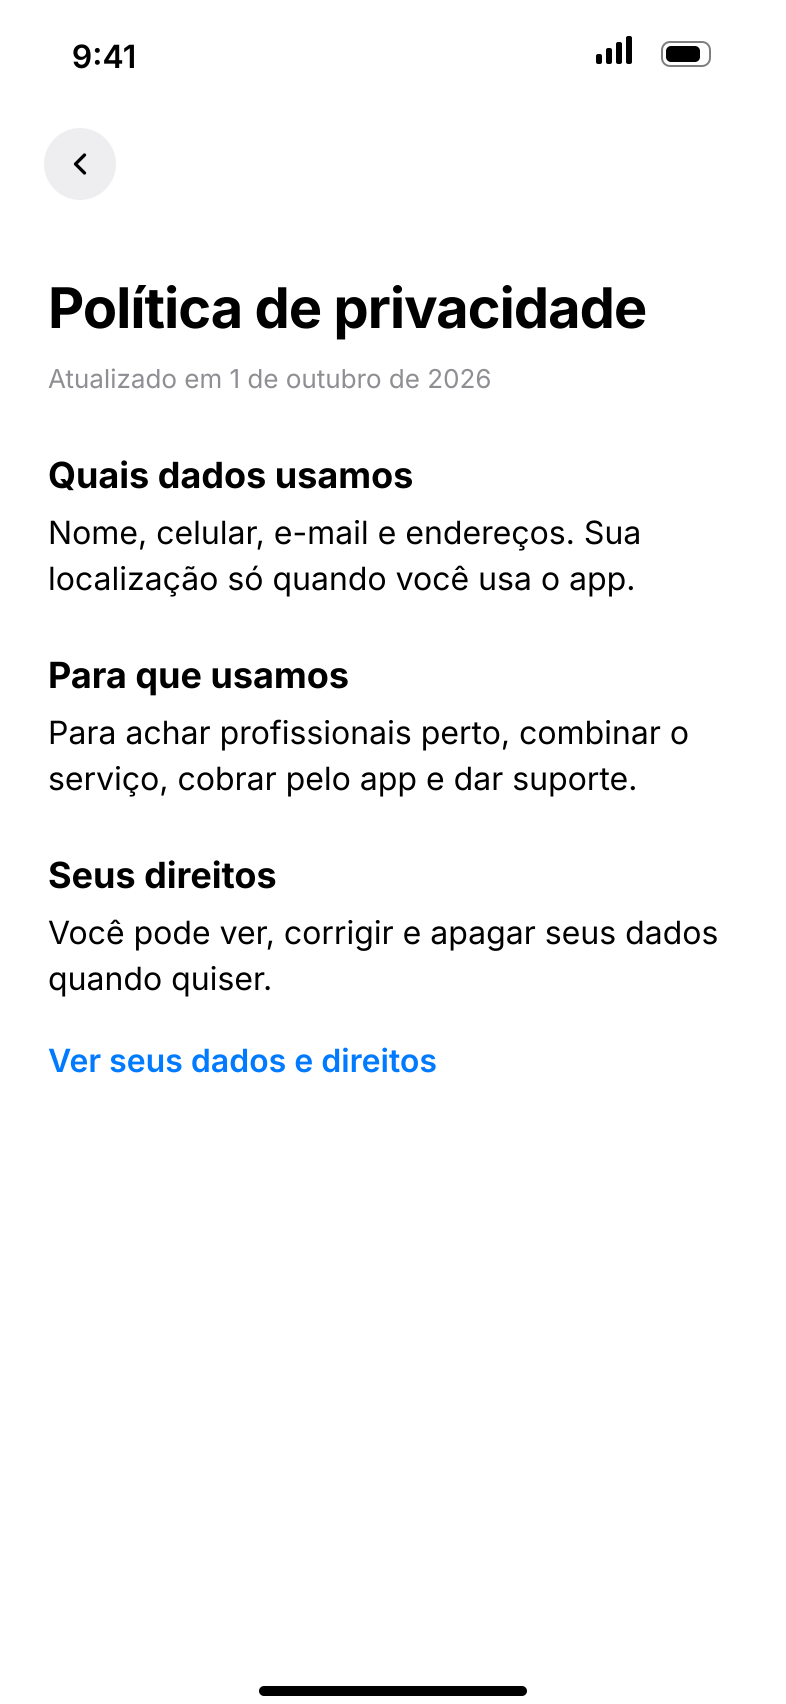 9:41
Política de privacidade
Atualizado em 1 de outubro de 2026
Quais dados usamos
Nome, celular, e-mail e endereços. Sua
localização só quando você usa o app.
Para que usamos
Para achar profissionais perto, combinar o
serviço, cobrar pelo app e dar suporte.
Seus direitos
Você pode ver, corrigir e apagar seus dados
quando quiser.
Ver seus dados e direitos